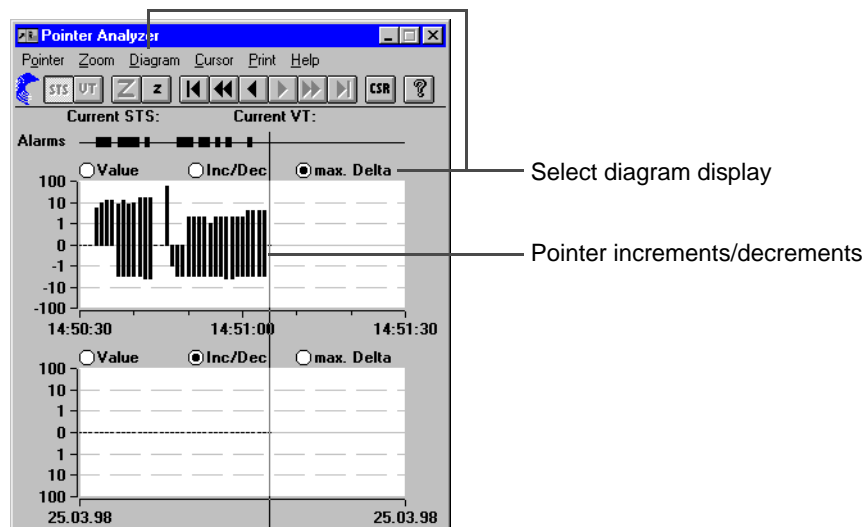 Pointer Analyzer
Pointer Zoom Diagram Cursor Print Help
STS UT Z z CSR ?
Current STS: Current VT:
Alarms
Value Inc/Dec max. Delta
Select diagram display
100
10
1
0
-1
-10
-100
Pointer increments/decrements
14:50:30 14:51:00 14:51:30
Value Inc/Dec max. Delta
100
10
1
0
1
10
100
25.03.98 25.03.98